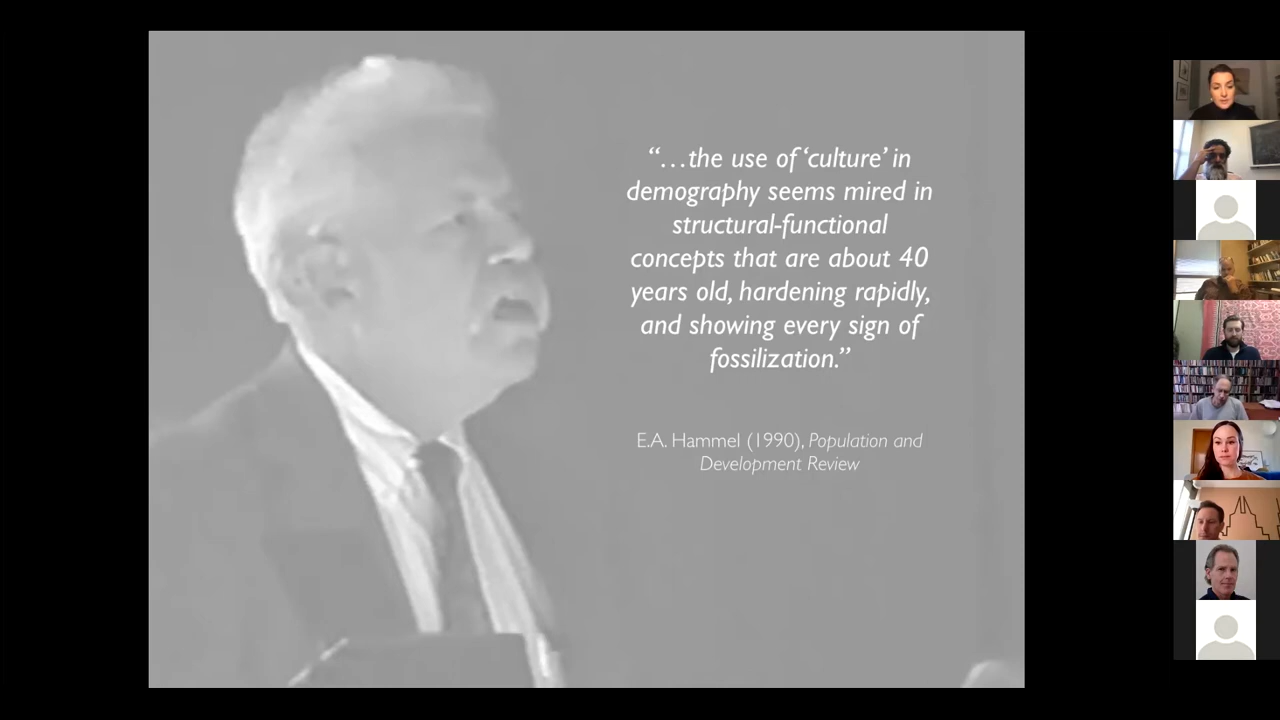 “…the use of ‘culture’ in
demography seems mired in
structural-functional
concepts that are about 40
years old, hardening rapidly,
and showing every sign of
fossilization.”
E.A. Hammel (1990), Population and
Development Review